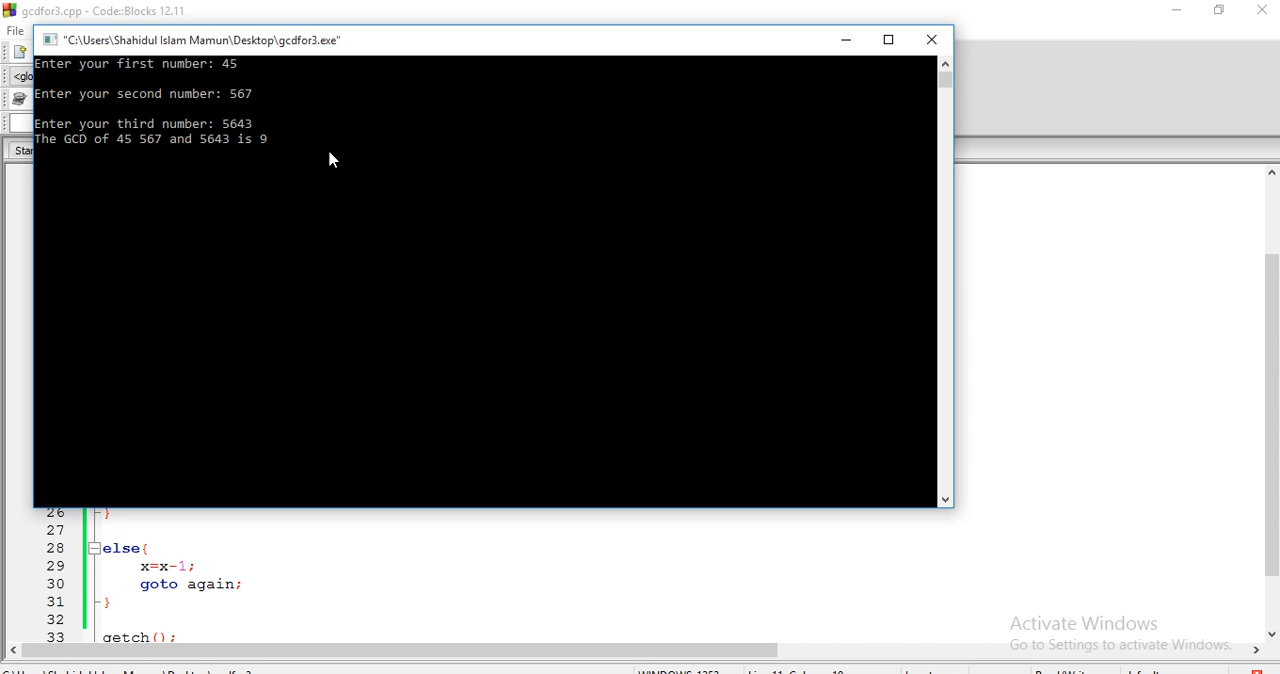 gcdfor3.cpp - Code::Blocks 12.11
File
"C:\Users\Shahidul Islam Mamun\Desktop\gcdfor3.exe"
Enter your first number: 45
Enter your second number: 567
Enter your third number: 5643
The GCD of 45 567 and 5643 is 9
26 }
27
28 else{
29 x=x-1;
30 goto again;
31 }
32
33 getch();
Activate Windows
Go to Settings to activate Windows.